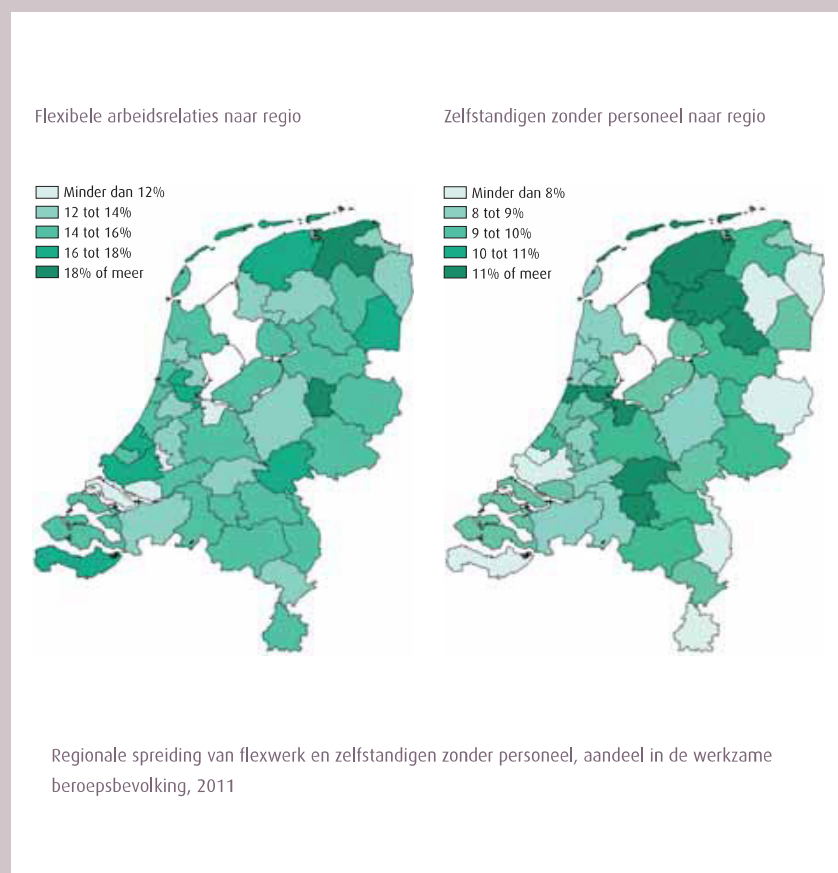 Flexibele arbeidsrelaties naar regio
Minder dan 12%
12 tot 14%
14 tot 16%
16 tot 18%
18% of meer
Zelfstandigen zonder personeel naar regio
Minder dan 8%
8 tot 9%
9 tot 10%
10 tot 11%
11% of meer
Regionale spreiding van flexwerk en zelfstandigen zonder personeel, aandeel in de werkzame
beroepsbevolking, 2011